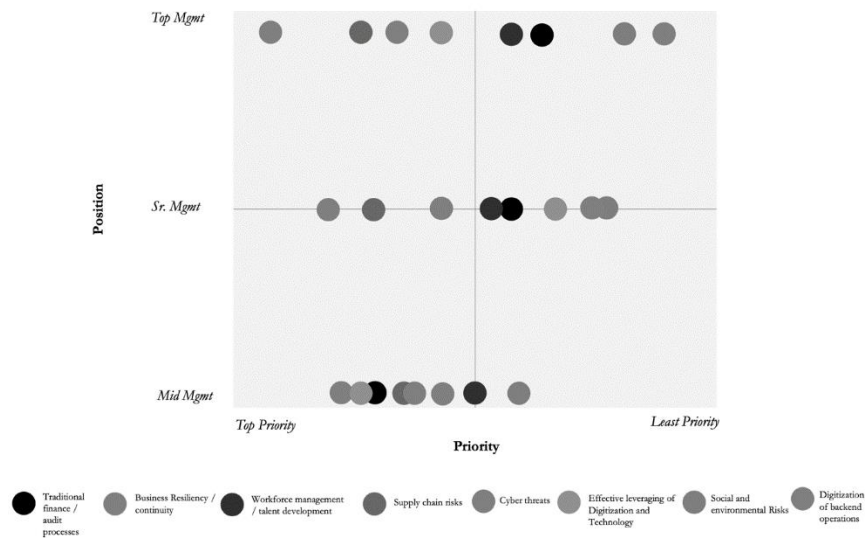 Top Mgmt
Position
Sr. Mgmt
Mid Mgmt
Top Priority
Least Priority
Priority
Traditional
finance /
audit
processes
Business Resiliency /
continuity
Workforce management
/ talent development
Supply chain risks
Cyber threats
Effective leveraging of
Digitization and
Technology
Social and
environmental Risks
Digitization
of backend
operations